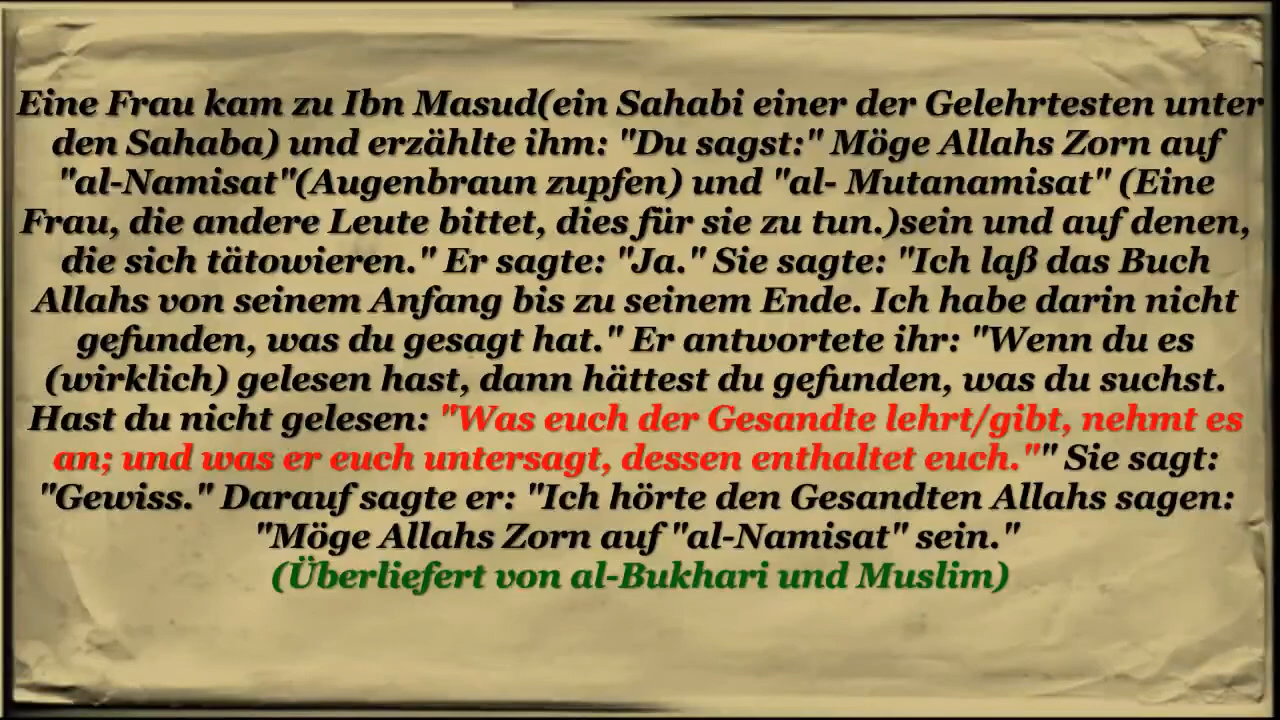 Eine Frau kam zu Ibn Masud(ein Sahabi einer der Gelehrtesten unter
den Sahaba) und erzählte ihm: "Du sagst:" Möge Allahs Zorn auf
"al-Namisat"(Augenbraun zupfen) und "al- Mutanamisat" (Eine
Frau, die andere Leute bittet, dies für sie zu tun.)sein und auf denen,
die sich tätowieren." Er sagte: "Ja." Sie sagte: "Ich laß das Buch
Allahs von seinem Anfang bis zu seinem Ende. Ich habe darin nicht
gefunden, was du gesagt hat." Er antwortete ihr: "Wenn du es
(wirklich) gelesen hast, dann hättest du gefunden, was du suchst.
Hast du nicht gelesen: "Was euch der Gesandte lehrt/gibt, nehmt es
an; und was er euch untersagt, dessen enthaltet euch."" Sie sagt:
"Gewiss." Darauf sagte er: "Ich hörte den Gesandten Allahs sagen:
"Möge Allahs Zorn auf "al-Namisat" sein."
(Überliefert von al-Bukhari und Muslim)